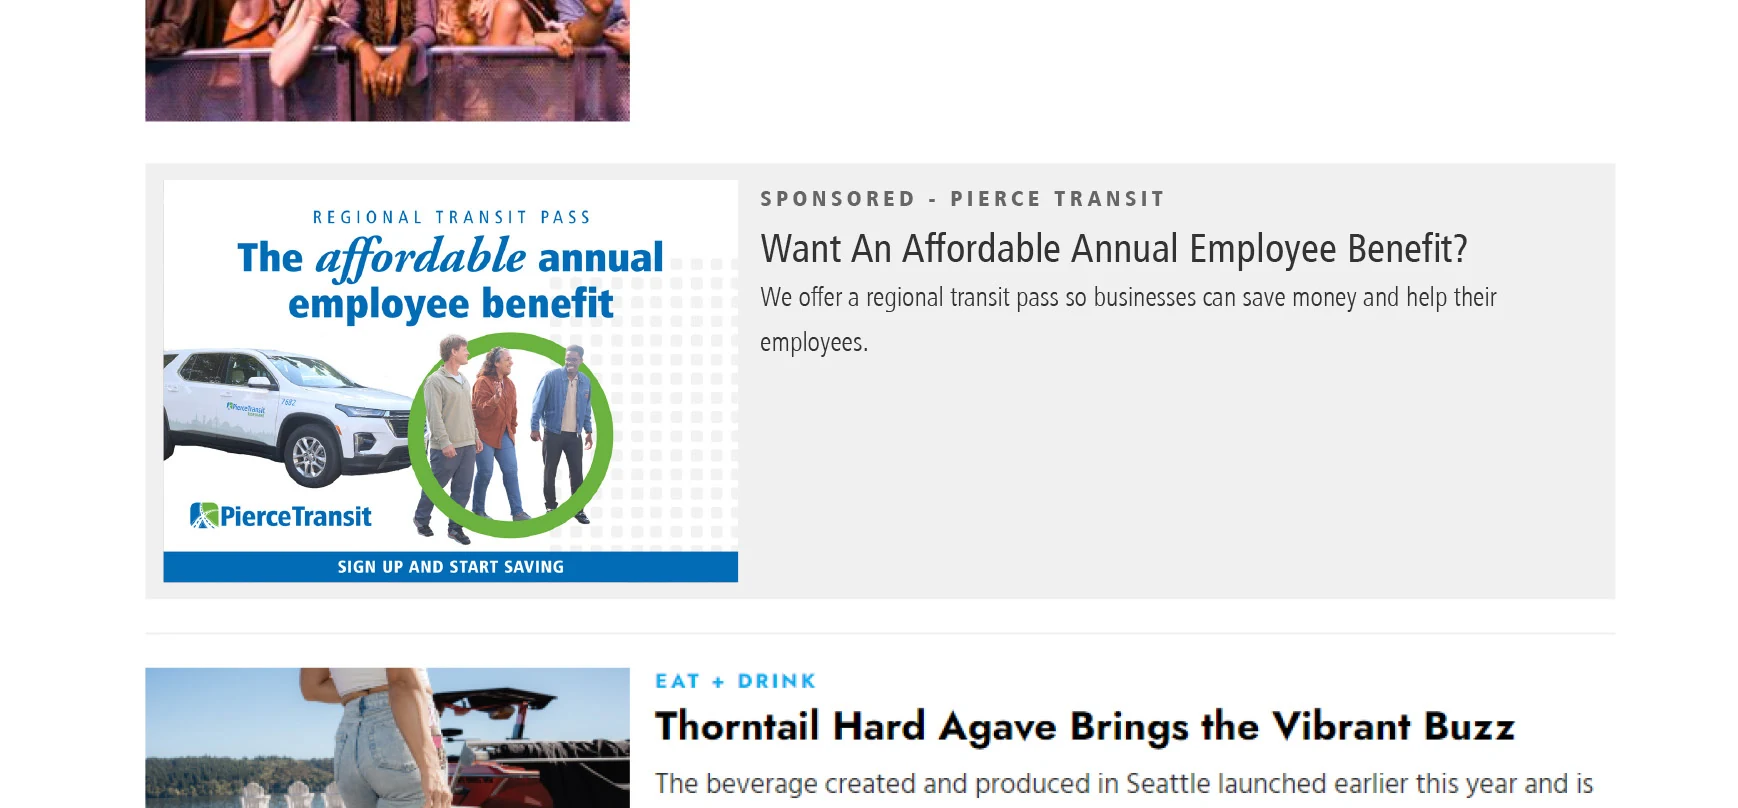 REGIONAL TRANSIT PASS
The affordable annual
employee benefit
PierceTransit
7682
PierceTransit
SIGN UP AND START SAVING
SPONSORED - PIERCE TRANSIT
Want An Affordable Annual Employee Benefit?
We offer a regional transit pass so businesses can save money and help their
employees.
EAT + DRINK
Thorntail Hard Agave Brings the Vibrant Buzz
The beverage created and produced in Seattle launched earlier this year and is